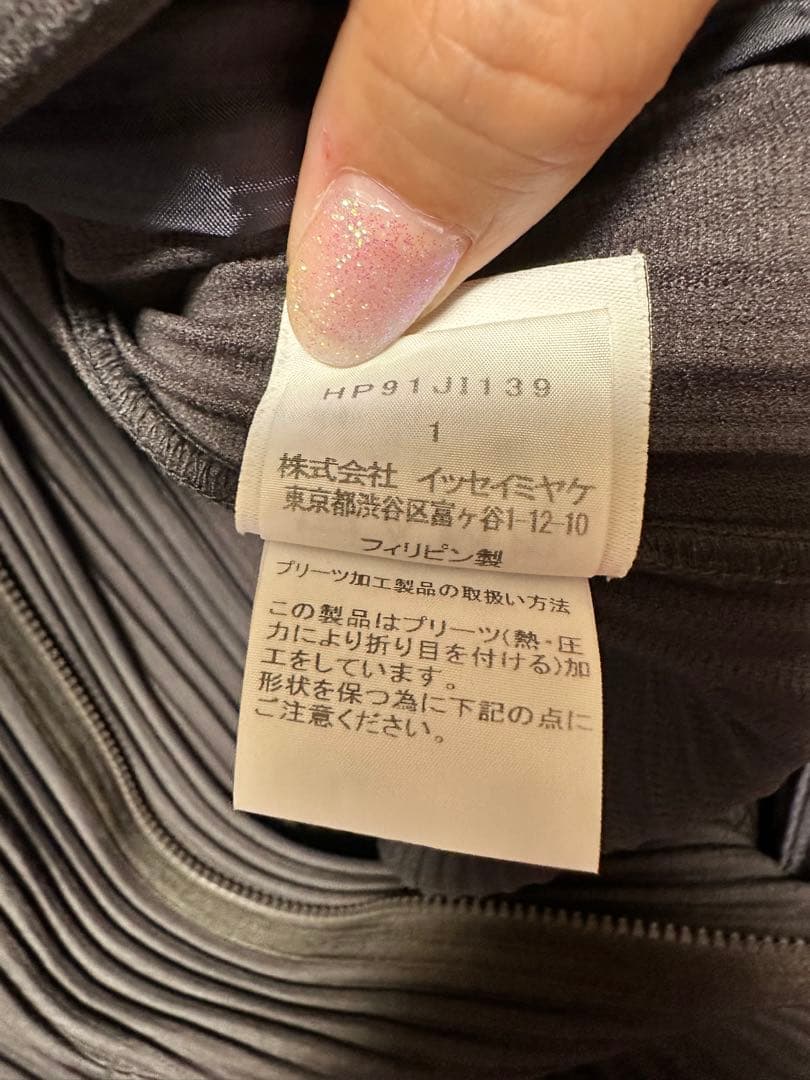 HP91JI139
1
株式会社 イッセイミヤケ
東京都渋谷区富ヶ谷1-12-10
フィリピン製
プリーツ加工製品の取扱い方法
この製品はプリーツ(熱・圧
力により折り目を付ける)加
工をしています。
形状を保つ為に下記の点に
ご注意ください。